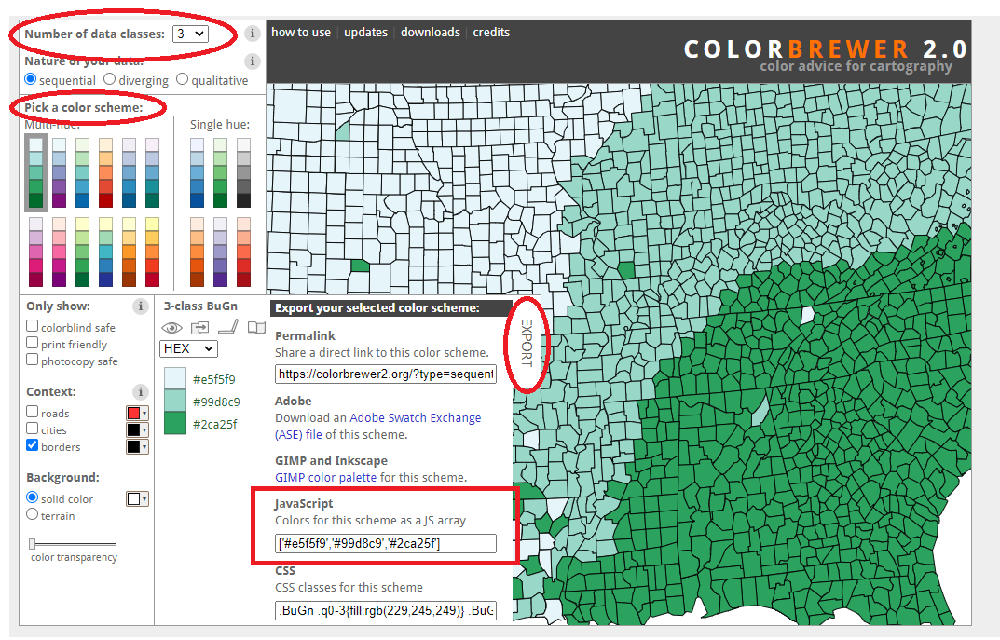 Number of data classes: 3
how to use | updates | downloads | credits
COLORBREWER 2.0
color advice for cartography
Nature of your data:
sequential diverging qualitative
Pick a color scheme:
Multi-hue: Single hue:
Only show:
colorblind safe
print friendly
photocopy safe
Context:
roads
cities
borders
Background:
solid color
terrain
color transparency
3-class BuGn
HEX
#e5f5f9
#99d8c9
#2ca25f
EXPORT
Export your selected color scheme:
Permalink
Share a direct link to this color scheme.
https://colorbrewer2.org/?type=sequent
Adobe
Download an Adobe Swatch Exchange
(ASE) file of this scheme.
GIMP and Inkscape
GIMP color palette for this scheme.
JavaScript
Colors for this scheme as a JS array
['#e5f5f9','#99d8c9','#2ca25f']
CSS
CSS classes for this scheme
.BuGn .q0-3{fill:rgb(229,245,249)} .BuG